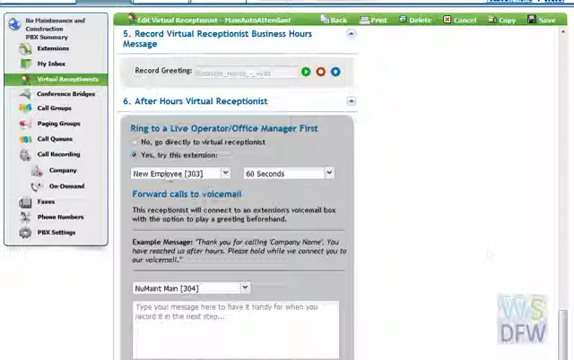 Nu Maintenance and
Construction
PBX Summary
Extensions
My Inbox
Virtual Receptionists
Conference Bridges
Call Groups
Paging Groups
Call Queues
Call Recording
Company
On-Demand
Faxes
Phone Numbers
PBX Settings
Edit Virtual Receptionist - MainAutoAttendant
Back
Print
Delete
Cancel
Copy
Save
5. Record Virtual Receptionist Business Hours
Message
Record Greeting:
6. After Hours Virtual Receptionist
Ring to a Live Operator/Office Manager First
No, go directly to virtual receptionist
Yes, try this extension:
New Employee [303]
60 Seconds
Forward calls to voicemail
This receptionist will connect to an extension's voicemail box
with the option to play a greeting beforehand.
Example Message: "Thank you for calling 'Company Name'. You
have reached us after hours. Please hold while we connect you to
our voicemail."
NuMaint Main [304]
Type your message here to have it handy for when you
record it in the next step...
WS
DFW